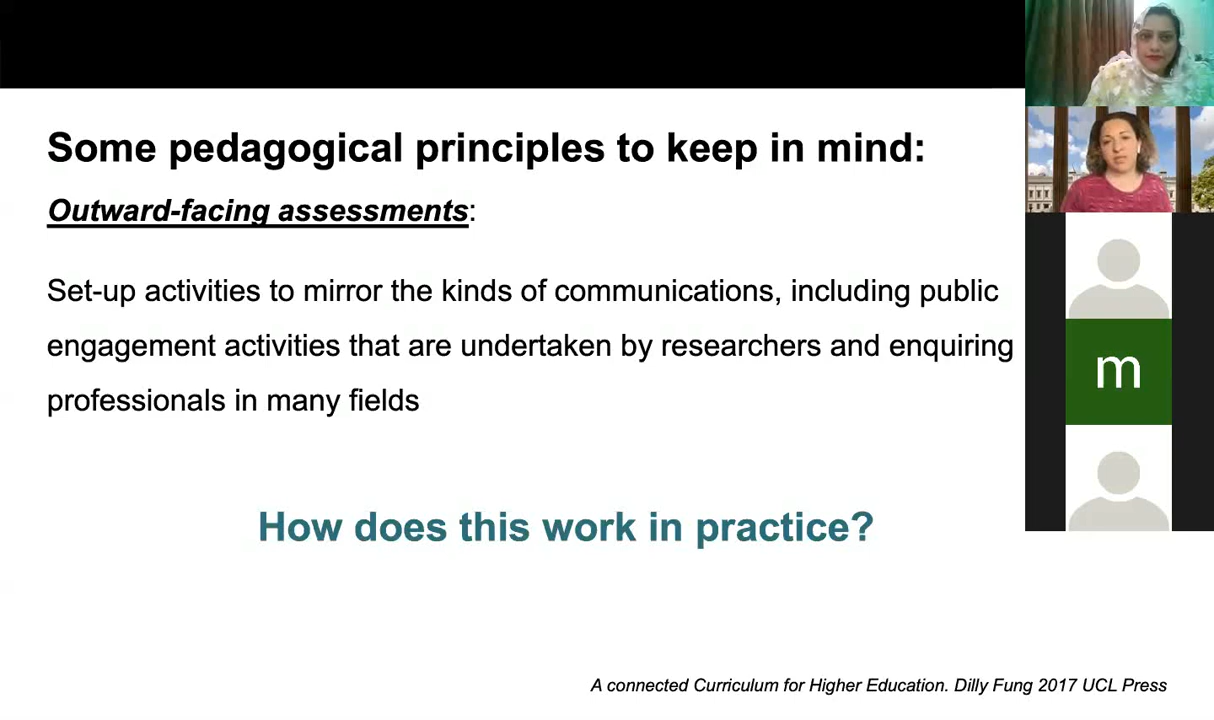 Some pedagogical principles to keep in mind:
Outward-facing assessments:
Set-up activities to mirror the kinds of communications, including public
engagement activities that are undertaken by researchers and enquiring
professionals in many fields
m
How does this work in practice?
A connected Curriculum for Higher Education. Dilly Fung 2017 UCL Press